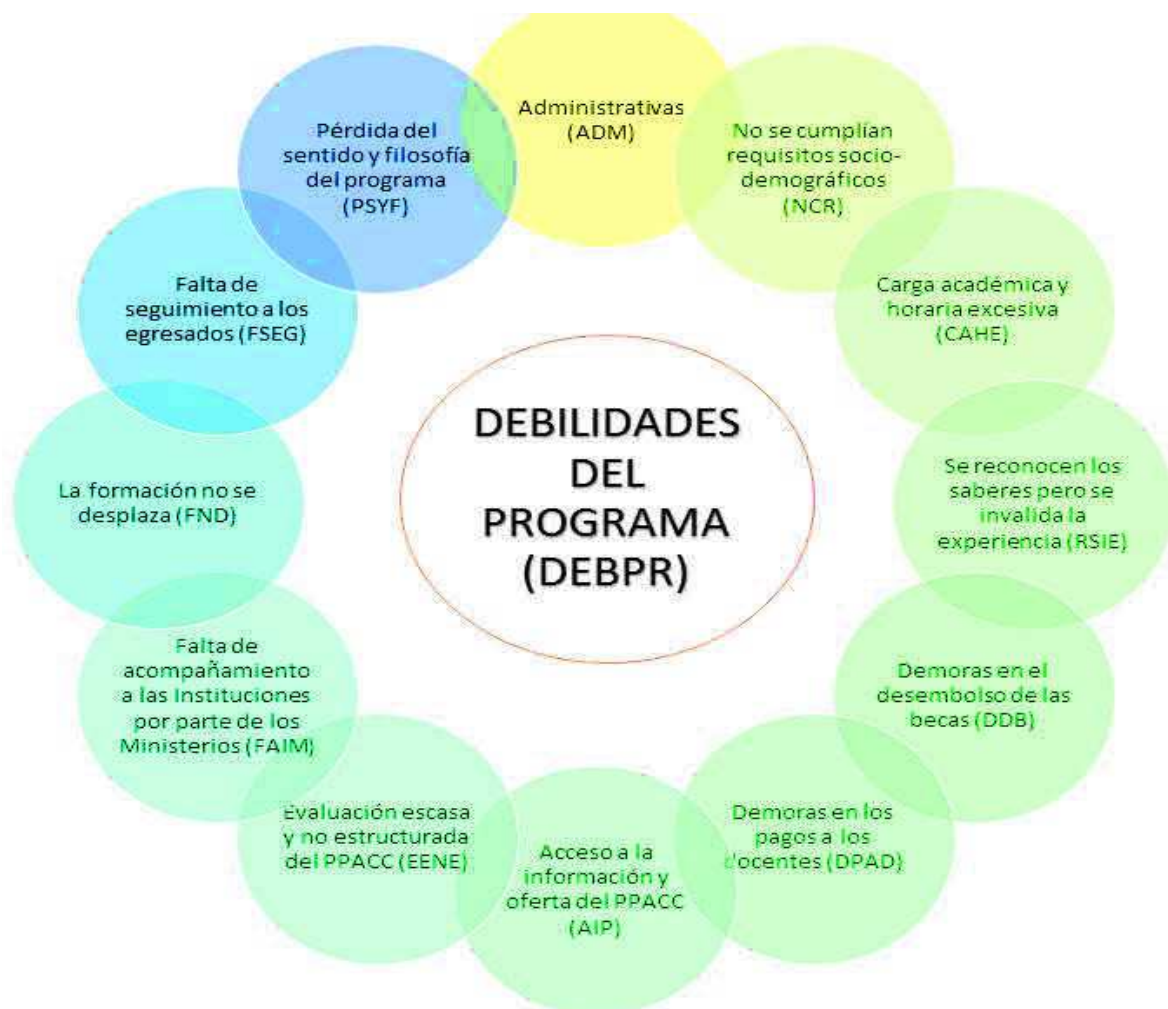 Administrativas
(ADM)
No se cumplían
requisitos socio-
demográficos
(NCR)
Carga académica y
horaria excesiva
(CAHE)
Se reconocen los
saberes pero se
invalida la
experiencia (RSIE)
Demoras en el
desembolso de las
becas (DDB)
Demoras en los
pagos a los
docentes (DPAD)
Acceso a la
información y
oferta del PPACC
(AIP)
Evaluación escasa
y no estructurada
del PPACC (EENE)
Falta de
acompañamiento
a las Instituciones
por parte de los
Ministerios (FAIM)
La formación no se
desplaza (FND)
Falta de
seguimiento a los
egresados (FSEG)
Pérdida del
sentido y filosofía
del programa
(PSYF)
DEBILIDADES
DEL
PROGRAMA
(DEBPR)